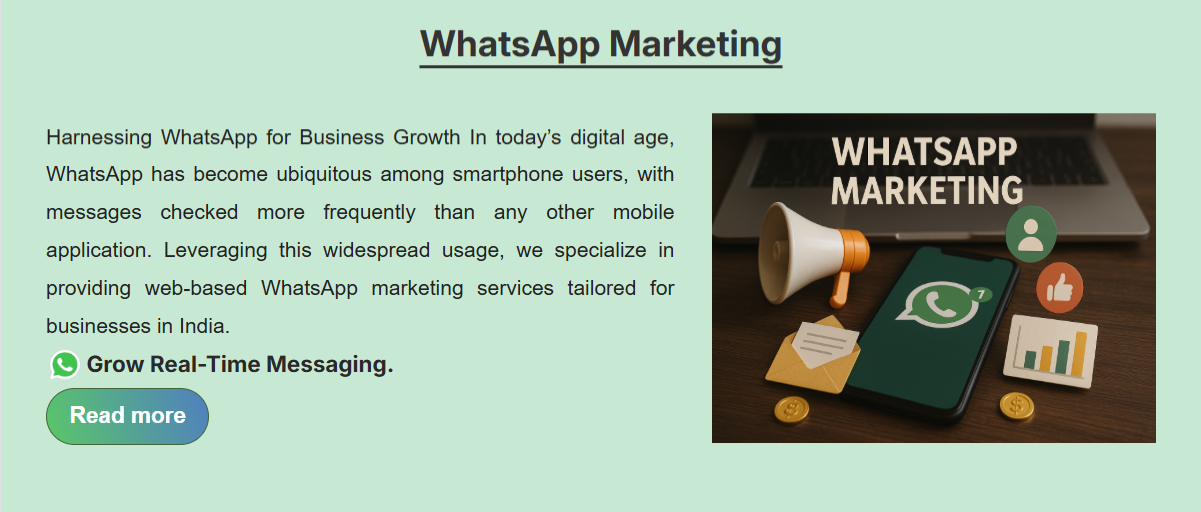 WhatsApp Marketing
Harnessing WhatsApp for Business Growth In today’s digital age,
WhatsApp has become ubiquitous among smartphone users, with
messages checked more frequently than any other mobile
application. Leveraging this widespread usage, we specialize in
providing web-based WhatsApp marketing services tailored for
businesses in India.
Grow Real-Time Messaging.
Read more
WHATSAPP
MARKETING
7
$
$